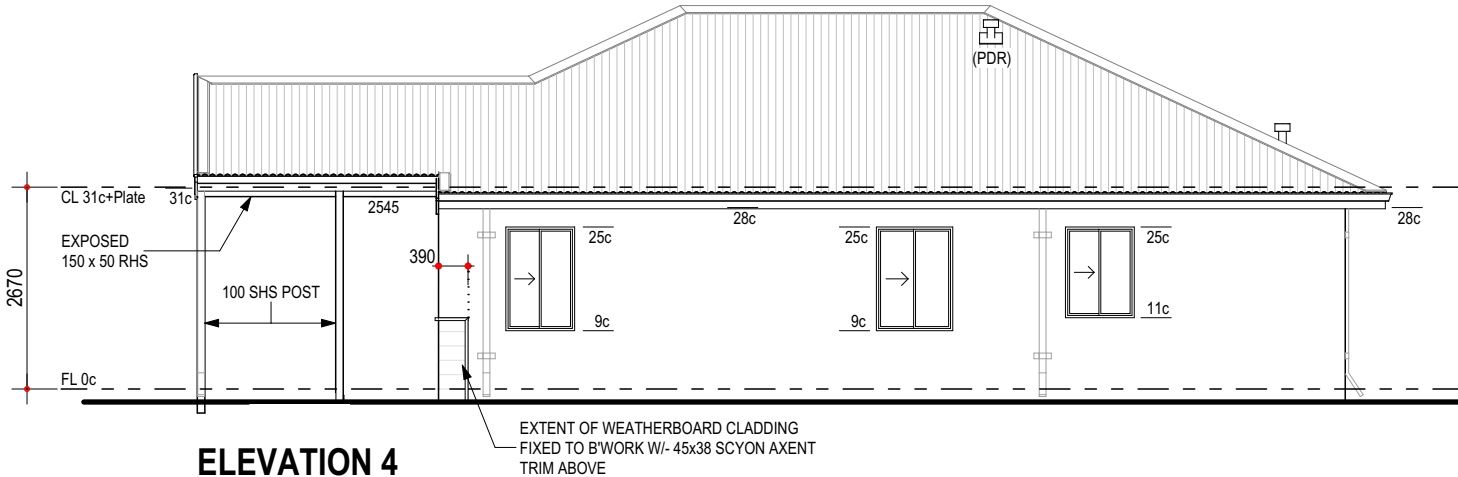 (PDR)
CL 31c+Plate
31c
2545
28c
28c
EXPOSED
150 x 50 RHS
25c
25c
25c
390
2670
100 SHS POST
9c
9c
11c
FL 0c
EXTENT OF WEATHERBOARD CLADDING
FIXED TO B'WORK W/- 45x38 SCYON AXENT
TRIM ABOVE
ELEVATION 4